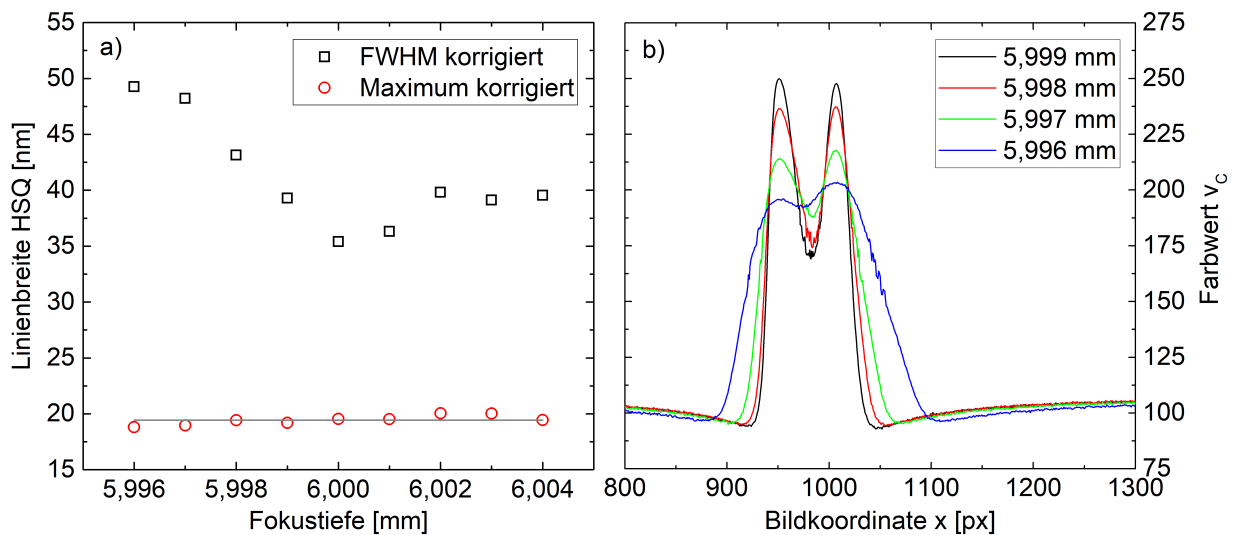 a)
FWHM korrigiert
Maximum korrigiert
55
50
45
40
35
30
25
20
15
Linienbreite HSQ [nm]
5,996
5,998
6,000
6,002
6,004
Fokustiefe [mm]
b)
5,999 mm
5,998 mm
5,997 mm
5,996 mm
275
250
225
200
175
150
125
100
75
Farbwert v_C
800
900
1000
1100
1200
1300
Bildkoordinate x [px]